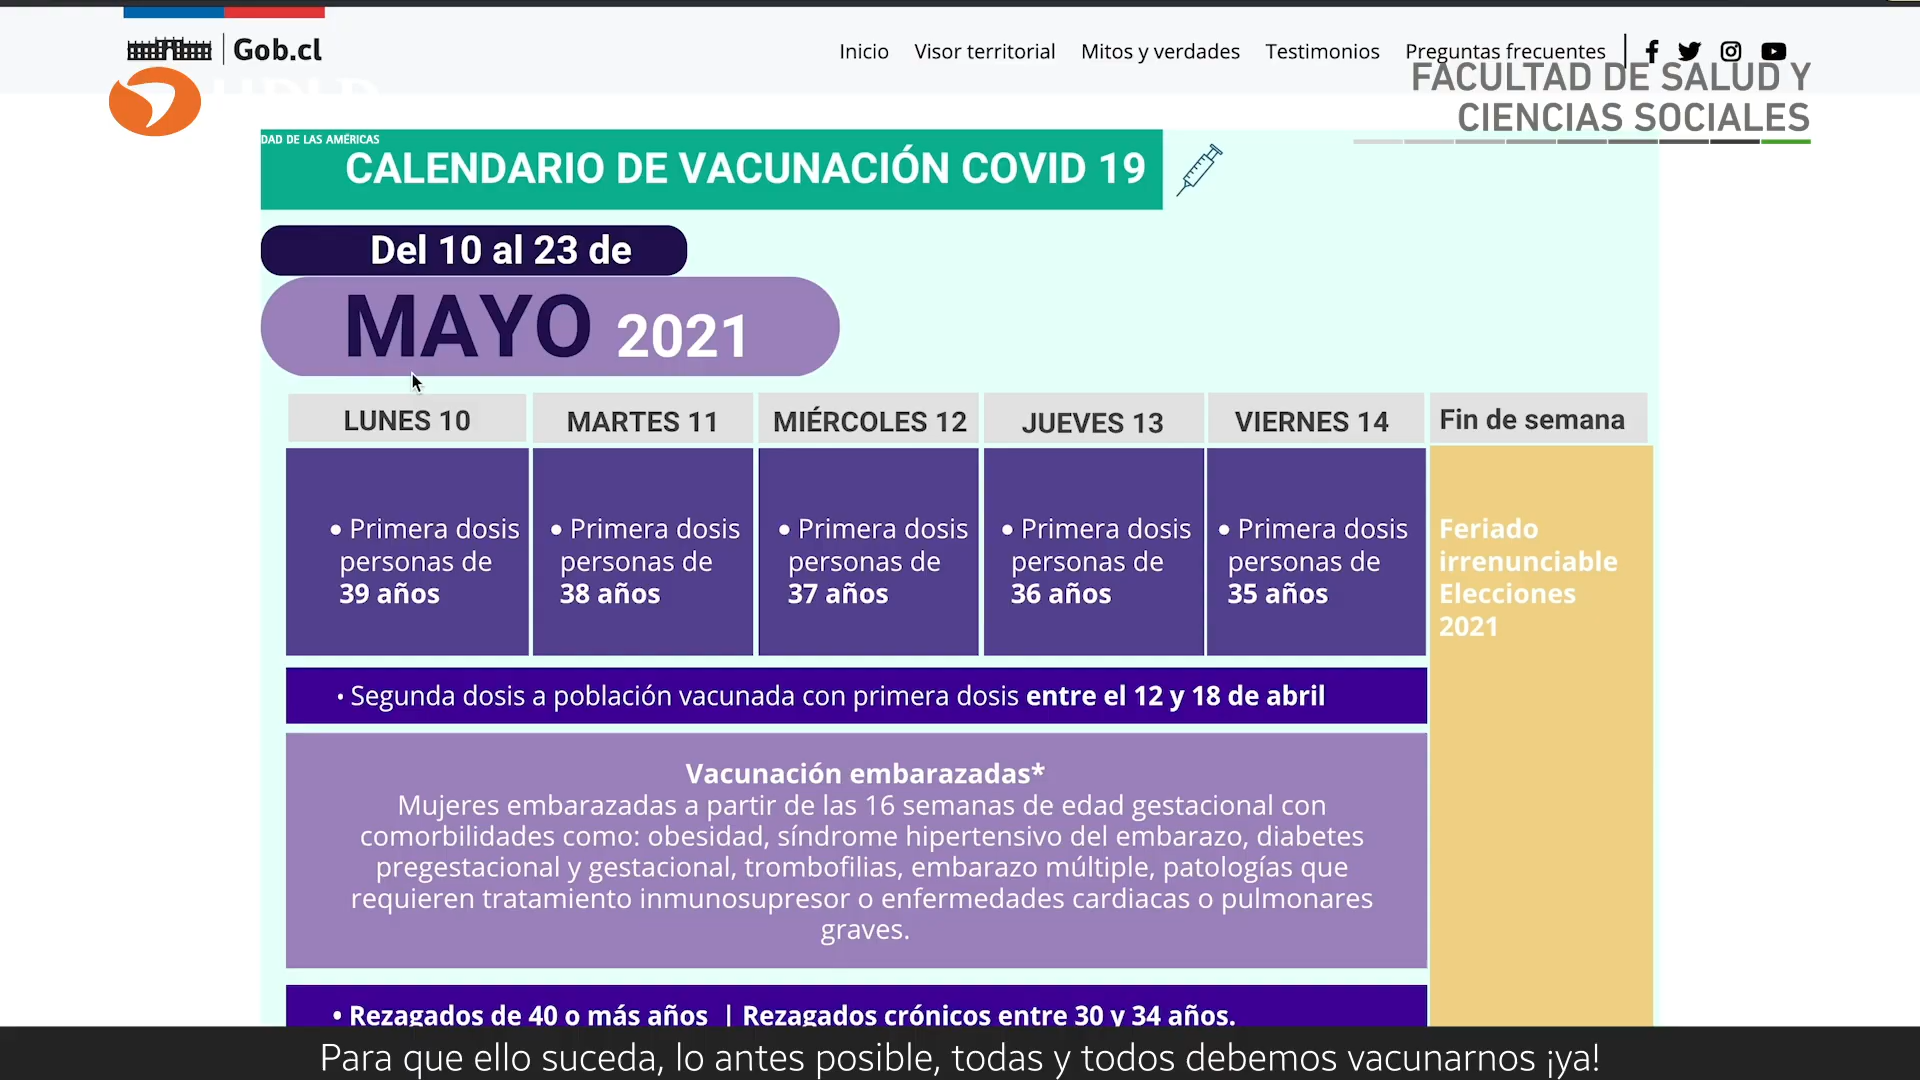 Gob.cl
Inicio Visor territorial Mitos y verdades Testimonios Preguntas frecuentes
FACULTAD DE SALUD Y
CIENCIAS SOCIALES
DAD DE LAS AMÉRICAS
CALENDARIO DE VACUNACIÓN COVID 19
Del 10 al 23 de
MAYO 2021
LUNES 10
MARTES 11
MIÉRCOLES 12
JUEVES 13
VIERNES 14
Fin de semana
• Primera dosis
personas de
39 años
• Primera dosis
personas de
38 años
• Primera dosis
personas de
37 años
• Primera dosis
personas de
36 años
• Primera dosis
personas de
35 años
Feriado
irrenunciable
Elecciones
2021
• Segunda dosis a población vacunada con primera dosis entre el 12 y 18 de abril
Vacunación embarazadas*
Mujeres embarazadas a partir de las 16 semanas de edad gestacional con
comorbilidades como: obesidad, síndrome hipertensivo del embarazo, diabetes
pregestacional y gestacional, trombofilias, embarazo múltiple, patologías que
requieren tratamiento inmunosupresor o enfermedades cardiacas o pulmonares
graves.
• Rezagados de 40 o más años | Rezagados crónicos entre 30 y 34 años.
Para que ello suceda, lo antes posible, todas y todos debemos vacunarnos ¡ya!